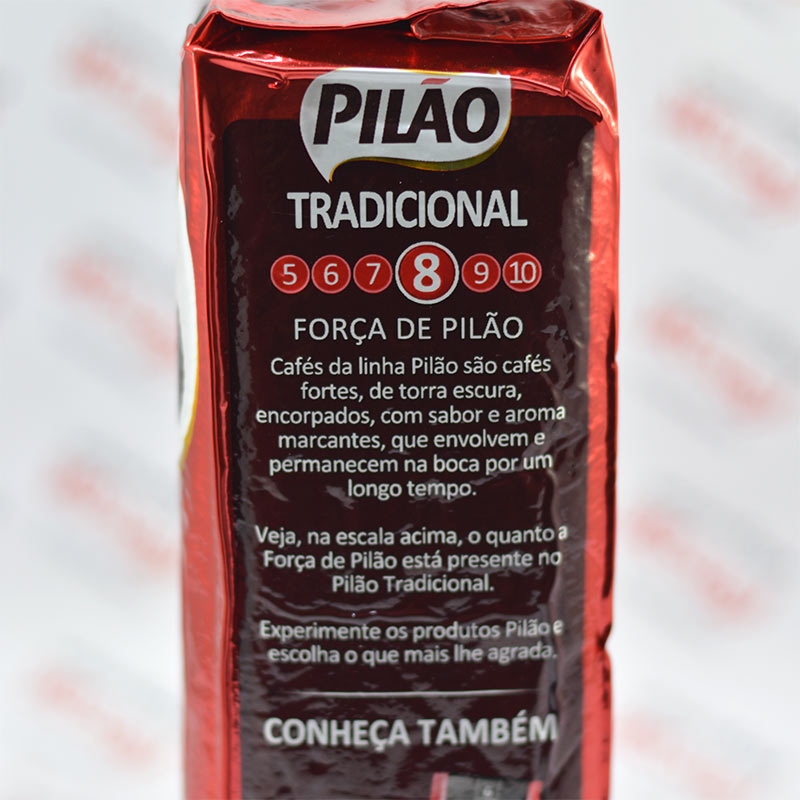 PILÃO
TRADICIONAL
5 6 7 8 9 10
FORÇA DE PILÃO
Cafés da linha Pilão são cafés
fortes, de torra escura,
encorpados, com sabor e aroma
marcantes, que envolvem e
permanecem na boca por um
longo tempo.
Veja, na escala acima, o quanto a
Força de Pilão está presente no
Pilão Tradicional.
Experimente os produtos Pilão e
escolha o que mais lhe agrada.
CONHEÇA TAMBÉM